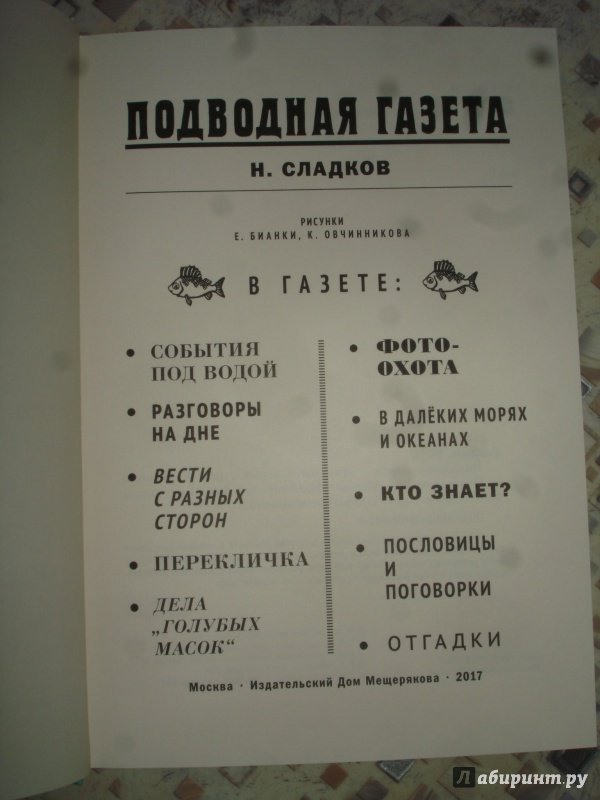 ПОДВОДНАЯ ГАЗЕТА
Н. СЛАДКОВ
РИСУНКИ
Е. БИАНКИ, К. ОВЧИННИКОВА
В ГАЗЕТЕ:
• СОБЫТИЯ
ПОД ВОДОЙ
• РАЗГОВОРЫ
НА ДНЕ
• ВЕСТИ
С РАЗНЫХ
СТОРОН
• ПЕРЕКЛИЧКА
• ДЕЛА
„ГОЛУБЫХ
МАСОК“
• ФОТО-
ОХОТА
• В ДАЛЁКИХ МОРЯХ
И ОКЕАНАХ
• КТО ЗНАЕТ?
• ПОСЛОВИЦЫ
И
ПОГОВОРКИ
• ОТГАДКИ
Москва · Издательский Дом Мещерякова · 2017
лабиринт.ру